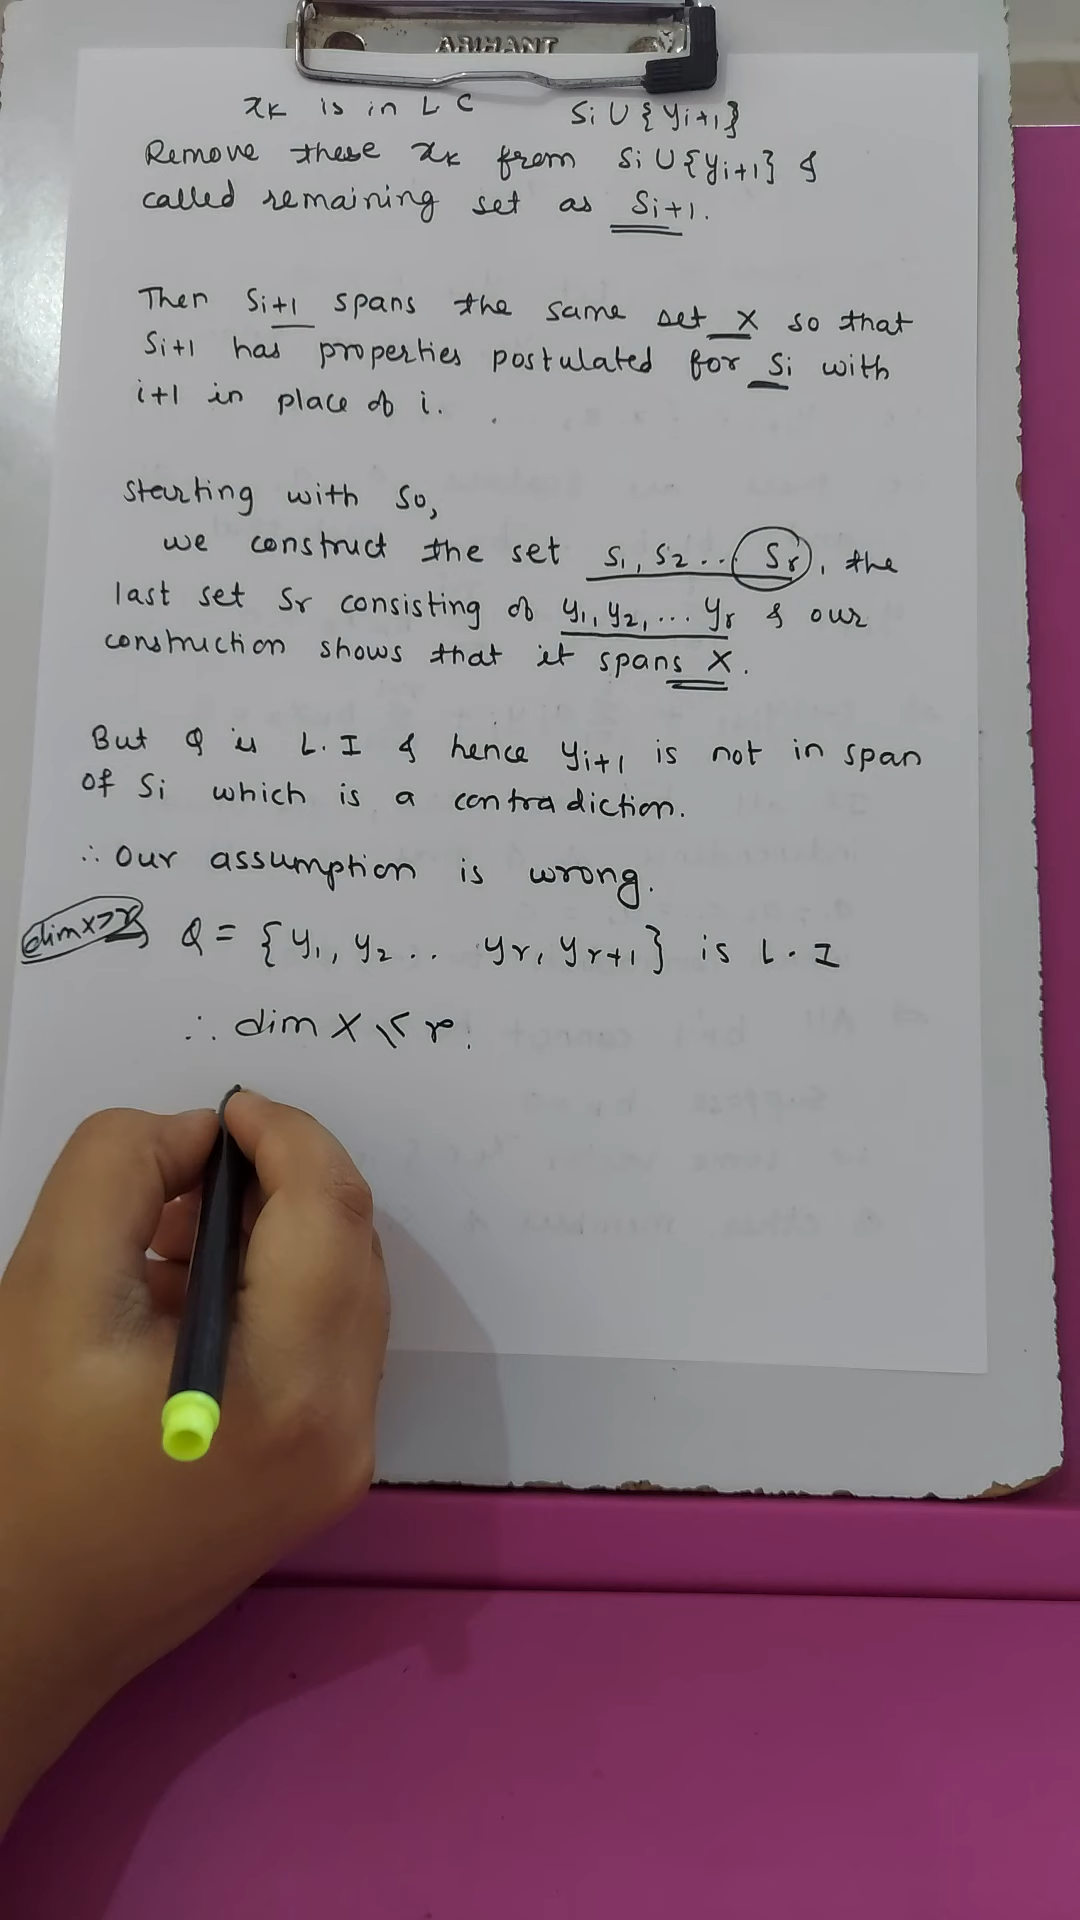 ARIHANT
xk is in L C Si U {yi+1}
Remove these xk from Si U {yi+1} &
called remaining set as Si+1.
Then Si+1 spans the same set X so that
Si+1 has properties postulated for Si with
i+1 in place of i.
Starting with S0,
we construct the set S1, S2 ... Sr, the
last set Sr consisting of y1, y2, ... yr & our
construction shows that it spans X.
But Q is L.I & hence yi+1 is not in span
of Si which is a contradiction.
∴ Our assumption is wrong.
dim X > r, Q = {y1, y2 .. yr, yr+1} is L.I
∴ dim X ≤ r.